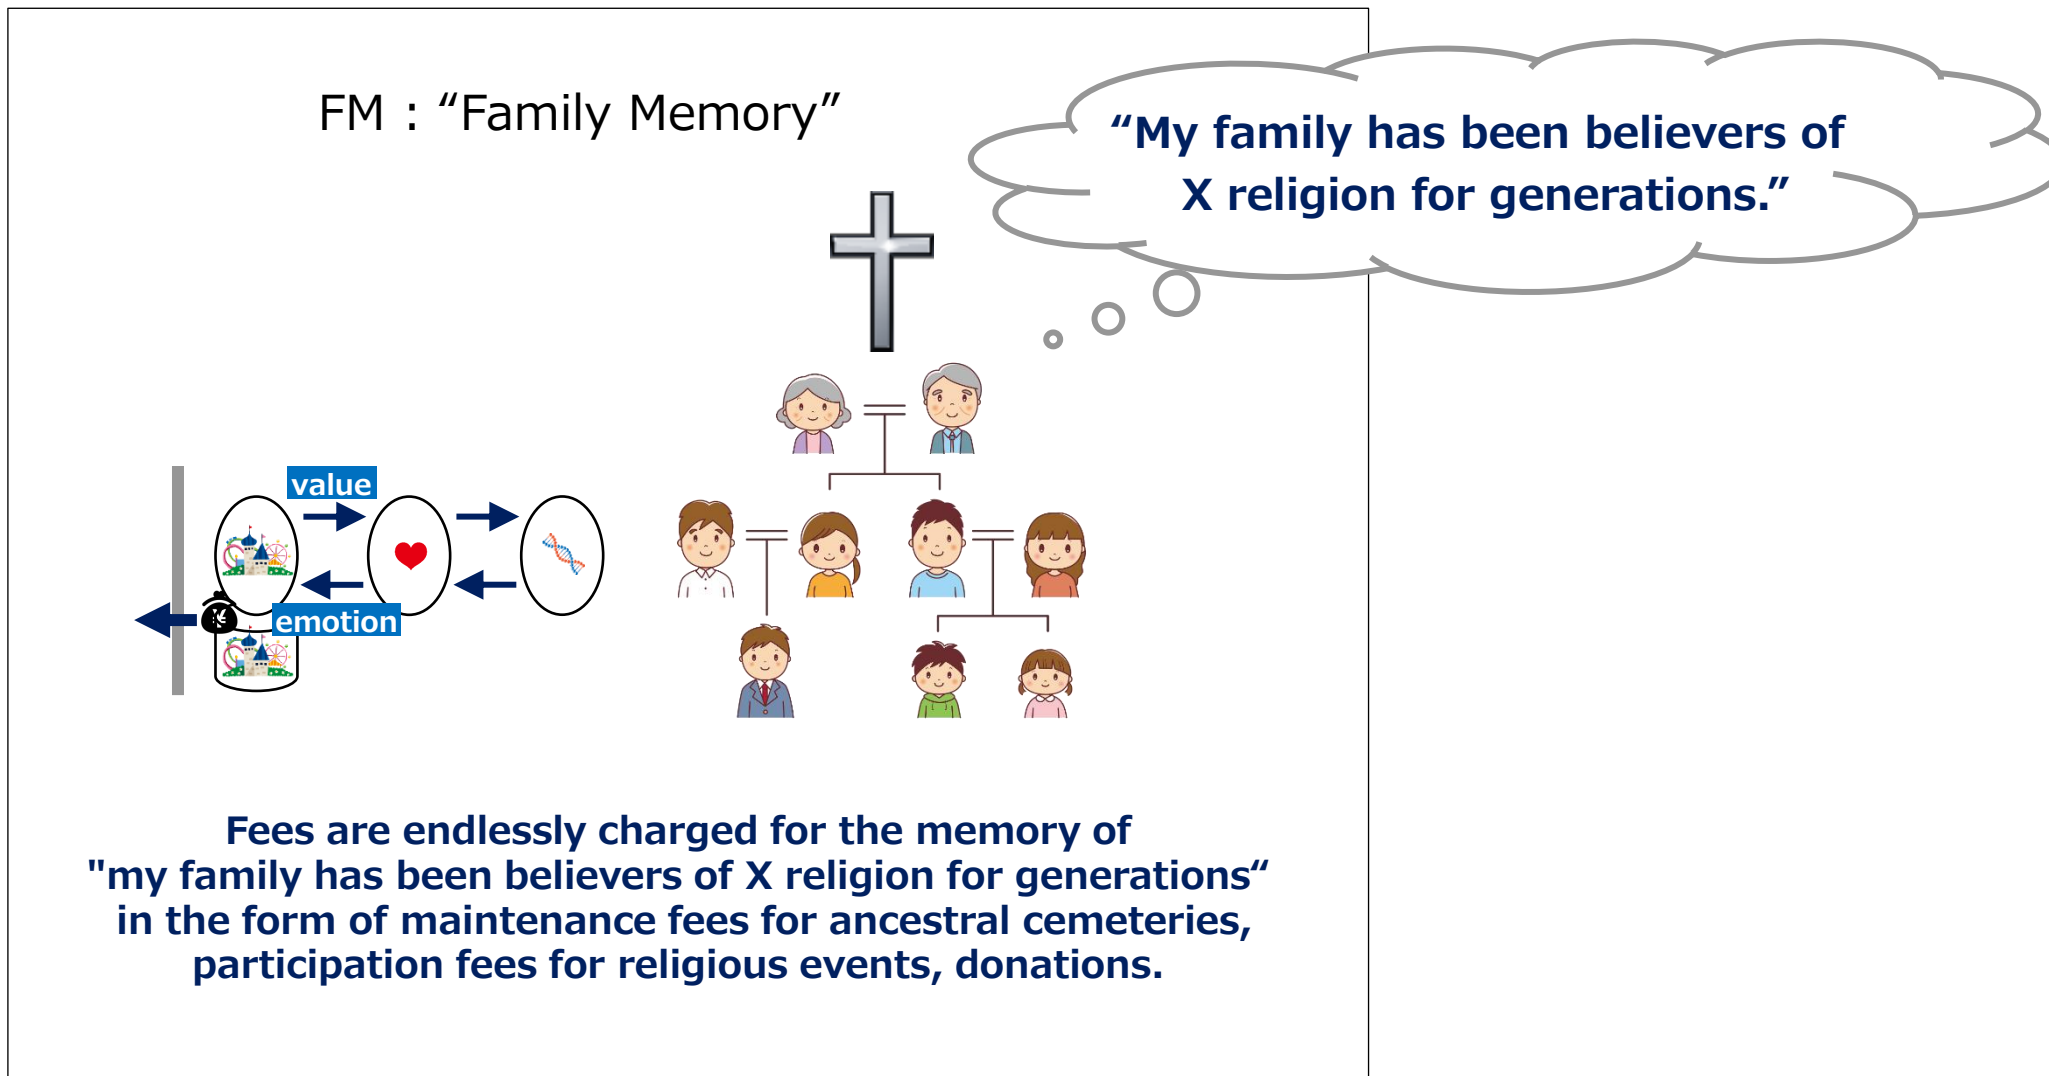 FM : “Family Memory”
“My family has been believers of
X religion for generations.”
value
emotion
Fees are endlessly charged for the memory of
"my family has been believers of X religion for generations“
in the form of maintenance fees for ancestral cemeteries,
participation fees for religious events, donations.